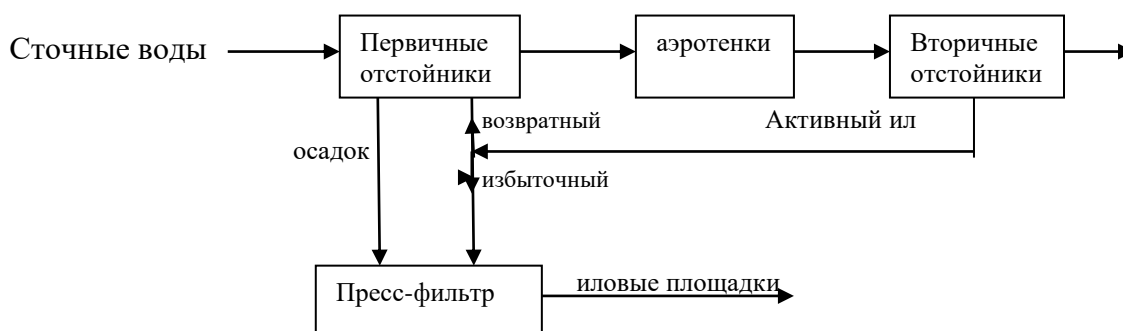 Сточные воды
Первичные
отстойники
аэротенки
Вторичные
отстойники
возвратный
Активный ил
осадок
избыточный
Пресс-фильтр
иловые площадки